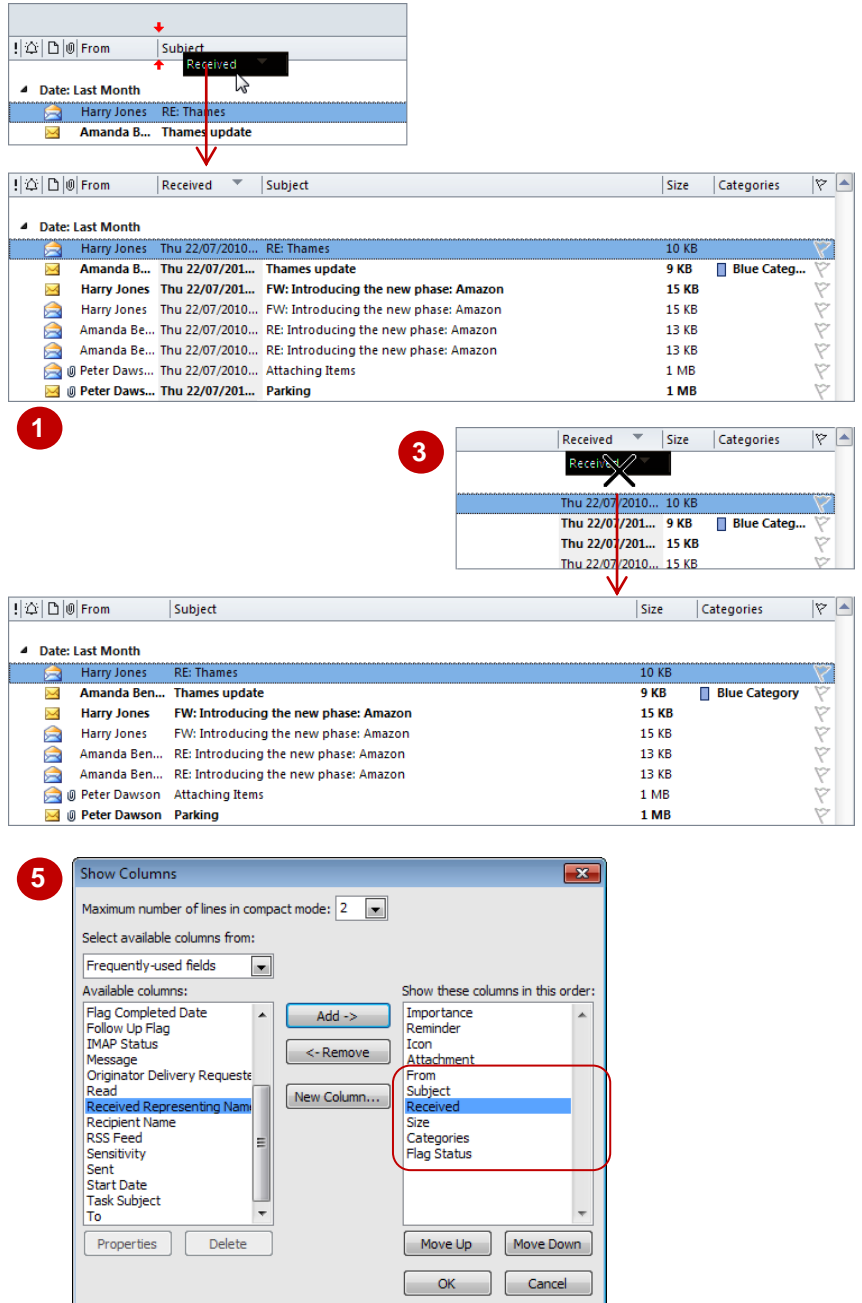 ! From Subject
Received
Date: Last Month
Harry Jones RE: Thames
Amanda B... Thames update
! From Received Subject Size Categories
Date: Last Month
Harry Jones Thu 22/07/2010... RE: Thames 10 KB
Amanda B... Thu 22/07/201... Thames update 9 KB Blue Categ...
Harry Jones Thu 22/07/201... FW: Introducing the new phase: Amazon 15 KB
Harry Jones Thu 22/07/2010... FW: Introducing the new phase: Amazon 15 KB
Amanda Be... Thu 22/07/2010... RE: Introducing the new phase: Amazon 13 KB
Amanda Be... Thu 22/07/2010... RE: Introducing the new phase: Amazon 13 KB
Peter Daws... Thu 22/07/2010... Attaching Items 1 MB
Peter Daws... Thu 22/07/201... Parking 1 MB
1
3
Received Size Categories
Received
Thu 22/07/2010... 10 KB
Thu 22/07/201... 9 KB Blue Categ...
Thu 22/07/201... 15 KB
Thu 22/07/2010... 15 KB
! From Subject Size Categories
Date: Last Month
Harry Jones RE: Thames 10 KB
Amanda Ben... Thames update 9 KB Blue Category
Harry Jones FW: Introducing the new phase: Amazon 15 KB
Harry Jones FW: Introducing the new phase: Amazon 15 KB
Amanda Ben... RE: Introducing the new phase: Amazon 13 KB
Amanda Ben... RE: Introducing the new phase: Amazon 13 KB
Peter Dawson Attaching Items 1 MB
Peter Dawson Parking 1 MB
5
Show Columns
Maximum number of lines in compact mode: 2
Select available columns from:
Frequently-used fields
Available columns:
Flag Completed Date
Follow Up Flag
IMAP Status
Message
Originator Delivery Requeste
Read
Received Representing Nam
Recipient Name
RSS Feed
Sensitivity
Sent
Start Date
Task Subject
To
Properties Delete
Add ->
<- Remove
New Column...
Show these columns in this order:
Importance
Reminder
Icon
Attachment
From
Subject
Received
Size
Categories
Flag Status
Move Up Move Down
OK Cancel